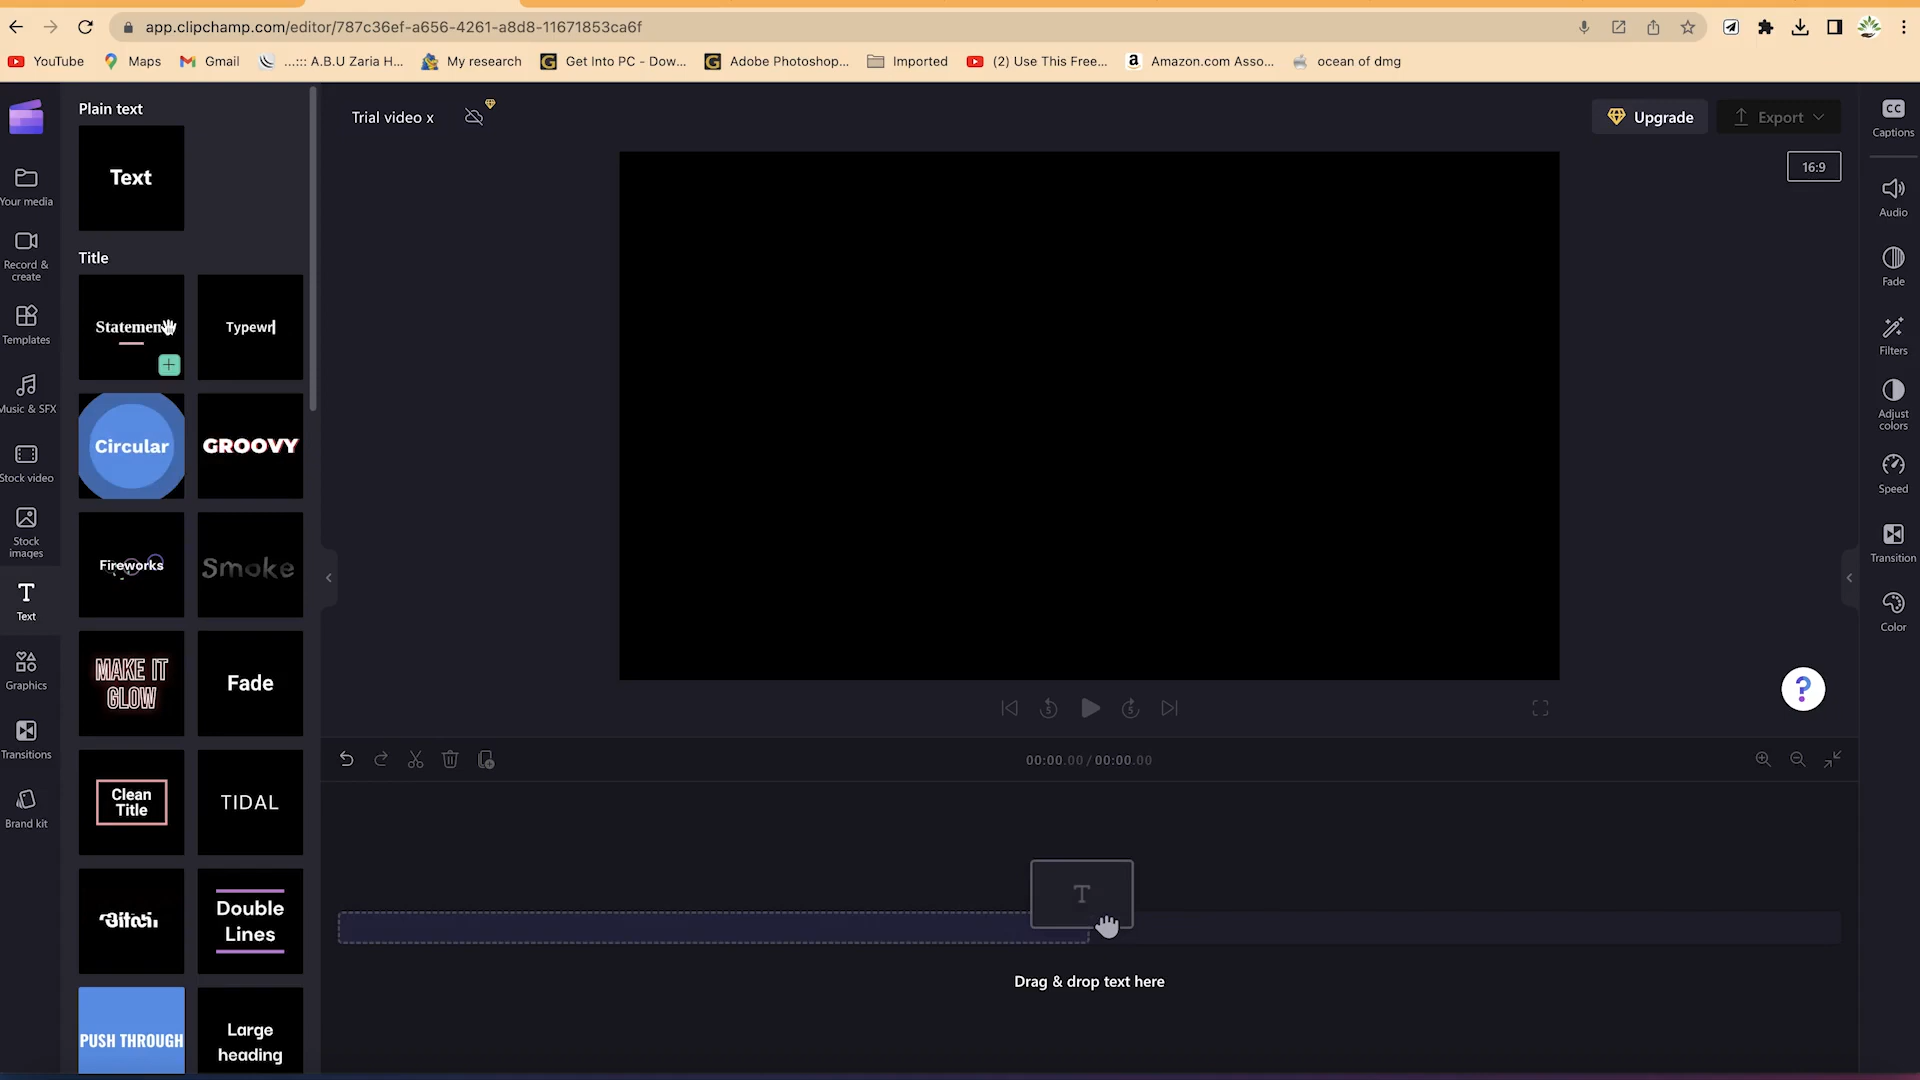 app.clipchamp.com/editor/787c36ef-a656-4261-a8d8-11671853ca6f
YouTube
Maps
Gmail
...::: A.B.U Zaria H...
My research
Get Into PC - Dow...
Adobe Photoshop...
Imported
(2) Use This Free...
Amazon.com Asso...
ocean of dmg
Your media
Record &
create
Templates
Music & SFX
Stock video
Stock
images
Text
Graphics
Transitions
Brand kit
Plain text
Text
Title
Statement
Typewr
Circular
GROOVY
Fireworks
Smoke
MAKE IT
GLOW
Fade
Clean
Title
TIDAL
Glitch
Double
Lines
PUSH THROUGH
Large
heading
Trial video x
Upgrade
Export
16:9
5
5
?
00:00.00 / 00:00.00
T
Drag & drop text here
CC
Captions
Audio
Fade
Filters
Adjust
colors
Speed
Transition
Color